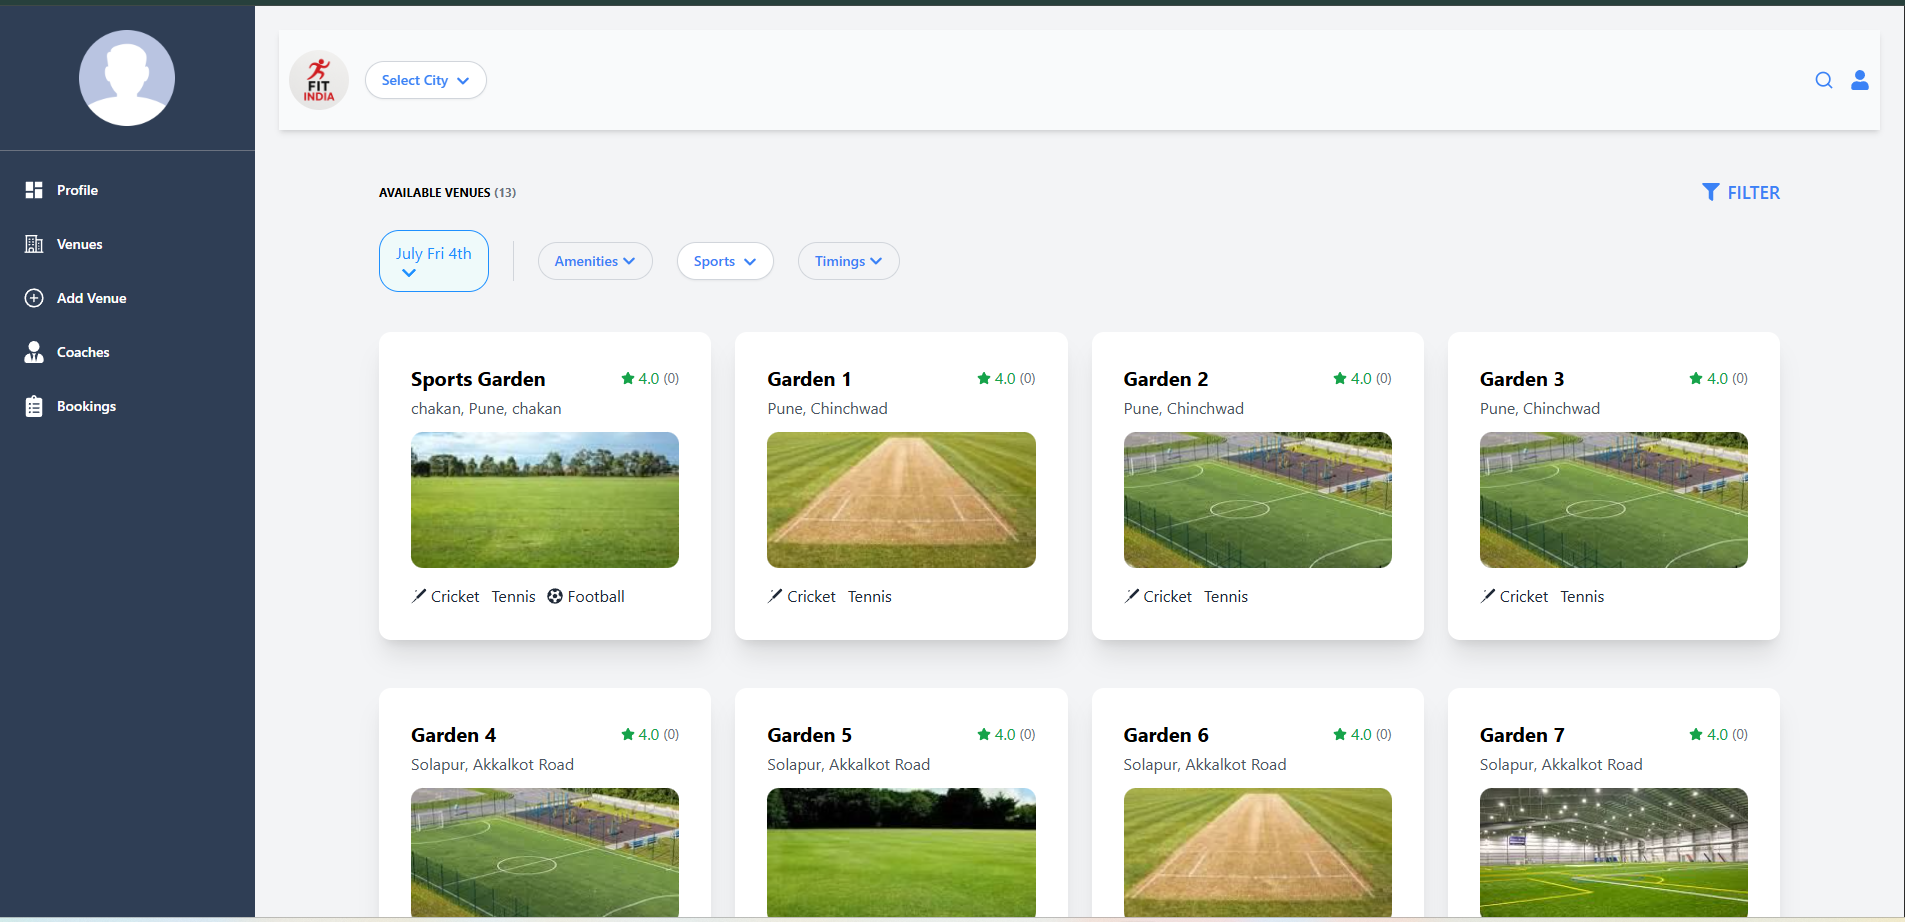 FIT
INDIA
Select City
Profile
Venues
Add Venue
Coaches
Bookings
AVAILABLE VENUES (13)
FILTER
July Fri 4th
Amenities
Sports
Timings
Sports Garden
4.0 (0)
chakan, Pune, chakan
Cricket Tennis Football
Garden 1
4.0 (0)
Pune, Chinchwad
Cricket Tennis
Garden 2
4.0 (0)
Pune, Chinchwad
Cricket Tennis
Garden 3
4.0 (0)
Pune, Chinchwad
Cricket Tennis
Garden 4
4.0 (0)
Solapur, Akkalkot Road
Garden 5
4.0 (0)
Solapur, Akkalkot Road
Garden 6
4.0 (0)
Solapur, Akkalkot Road
Garden 7
4.0 (0)
Solapur, Akkalkot Road